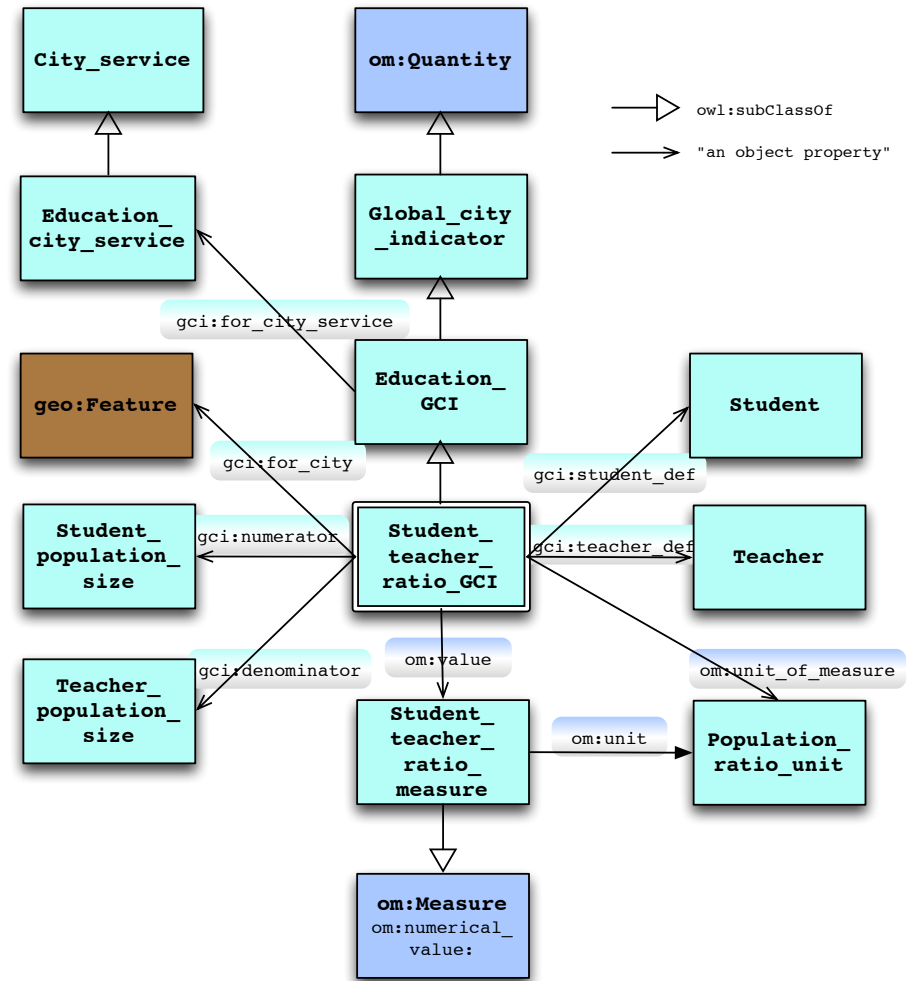 City_service
om:Quantity
owl:subClassOf
"an object property"
Education_
city_service
Global_city
_indicator
gci:for_city_service
geo:Feature
Education_
GCI
Student
gci:for_city
gci:student_def
Student_
population_
size
gci:numerator
Student_
teacher_
ratio_GCI
gci:teacher_def
Teacher
om:value
gci:denominator
om:unit_of_measure
Teacher_
population_
size
Student_
teacher_
ratio_
measure
om:unit
Population_
ratio_unit
om:Measure
om:numerical_
value: